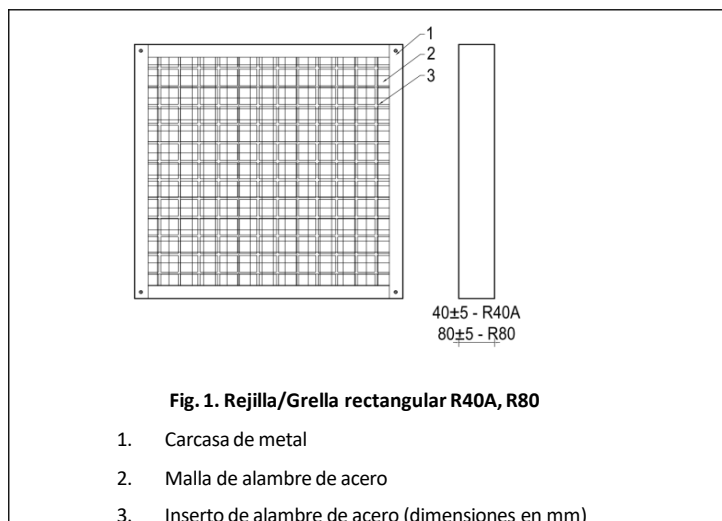 1
2
3
40±5 - R40A
80±5 - R80
Fig. 1. Rejilla/Grella rectangular R40A, R80
1. Carcasa de metal
2. Malla de alambre de acero
3. Inserto de alambre de acero (dimensiones en mm)